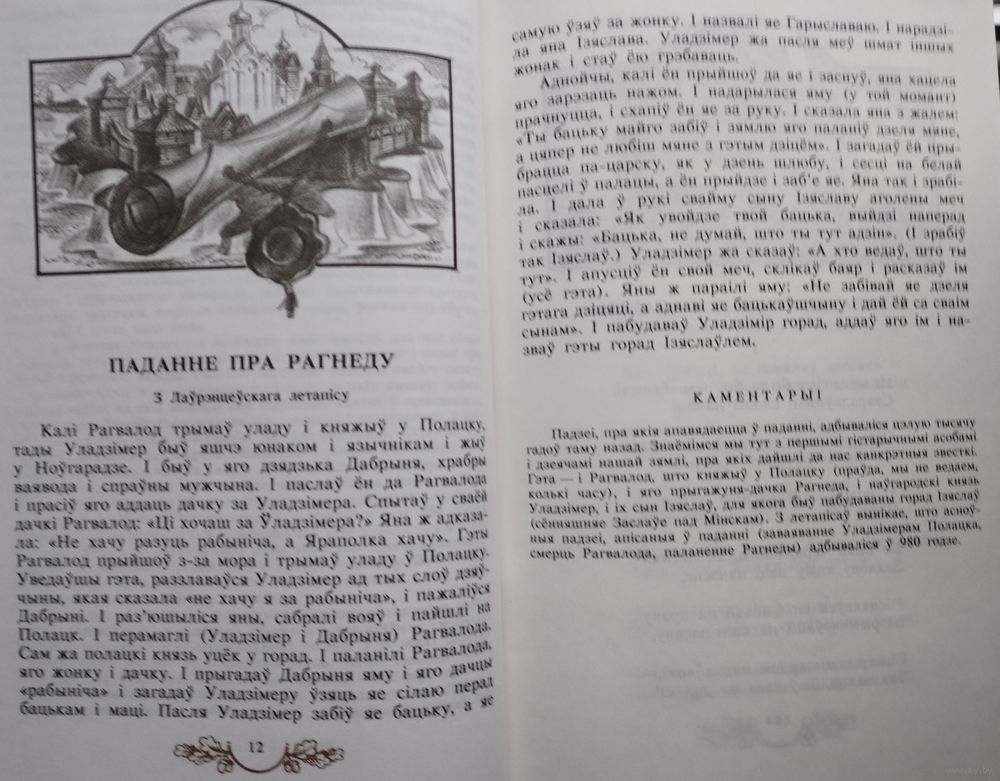 ПАДАННЕ ПРА РАГНЕДУ
З Лаўрэнцеўскага летапісу
Калі Рагвалод трымаў уладу і княжыў у Полацку,
тады Уладзімер быў яшчэ юнаком і язычнікам і жыў
у Ноўгарадзе. І быў у яго дзядзька Дабрыня, храбры
ваявода і спраўны мужчына. І паслаў ён да Рагвалода
і прасіў яго аддаць дачку за Уладзімера. Спытаў у сваёй
дачкі Рагвалод: «Ці хочаш за Ўладзімера?» Яна ж адказа-
ла: «Не хачу разуць рабыніча, а Яраполка хачу». Гэты
Рагвалод прыйшоў з-за мора і трымаў уладу ў Полацку.
Уведаўшы гэта, раззлаваўся Уладзімер ад тых слоў дзяў-
чыны, якая сказала «не хачу я за рабыніча», і пажаліўся
Дабрыні. І раз’юшыліся яны, сабралі вояў і пайшлі на
Полацк. І перамаглі (Уладзімер і Дабрыня) Рагвалода.
Сам жа полацкі князь уцёк у горад. І паланілі Рагвалода,
яго жонку і дачку. І прыгадаў Дабрыня яму і яго дачцы
«рабыніча» і загадаў Уладзімеру ўзяць яе сілаю перад
бацькам і маці. Пасля Уладзімер забіў яе бацьку, а яе
12
самую ўзяў за жонку. І назвалі яе Гарыславаю. І нарадзі-
ла яна Ізяслава. Уладзімер жа пасля меў шмат іншых
жонак і стаў ёю грэбаваць.
Аднойчы, калі ён прыйшоў да яе і заснуў, яна хацела
яго зарэзаць нажом. І надарылася яму (у той момант)
прачнуцца, і схапіў ён яе за руку. І сказала яна з жалем:
«Ты бацьку майго забіў і зямлю яго паланіў дзеля мяне,
а цяпер не любіш мяне з гэтым дзіцём». І загадаў ёй пры-
брацца па-царску, як у дзень шлюбу, і сесці на белай
пасцелі ў палацы, а ён прыйдзе і заб’е яе. Яна так і зрабі-
ла. І дала ў рукі свайму сыну Ізяславу аголены меч
і сказала: «Як увойдзе твой бацька, выйдзі наперад
і скажы: «Бацька, не думай, што ты тут адзін». (І зрабіў
так Ізяслаў.) Уладзімер жа сказаў: «А хто ведаў, што ты
тут». І апусціў ён свой меч, склікаў баяр і расказаў ім
(усё гэта). Яны ж параілі яму: «Не забівай яе дзеля
гэтага дзіцяці, а аднаві яе бацькаўшчыну і дай ёй са сваім
сынам». І пабудаваў Уладзімір горад, аддаў яго ім і на-
зваў гэты горад Ізяслаўлем.
КАМЕНТАРЫІ
Падзеі, пра якія апавядаецца ў паданні, адбываліся цэлую тысячу
гадоў таму назад. Знаёмімся мы тут а першымі гістарычнымі асобамі
і дзеячамі нашай зямлі, пра якіх дайшлі да нас канкрэтныя звесткі.
Гэта — і Рагвалод, што княжыў у Полацку (праўда, мы не ведаем,
колькі часу), і яго прыгажуня-дачка Рагнеда, і наўгародскі князь
Уладзімер, і іх сын Ізяслаў, для якога быў пабудаваны горад Ізяслаў
(сённяшняе Заслаўе пад Мінскам). З летапісаў вынікае, што асноў-
ныя падзеі, апісаныя ў паданні (заваяванне Уладзімерам Полацка,
смерць Рагвалода, паланенне Рагнеды) адбываліся ў 980 годзе.